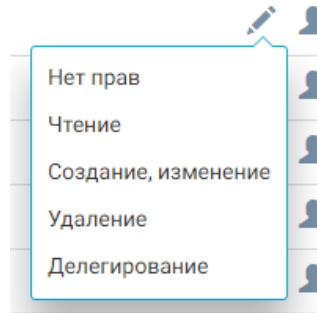 Нет прав
Чтение
Создание, изменение
Удаление
Делегирование